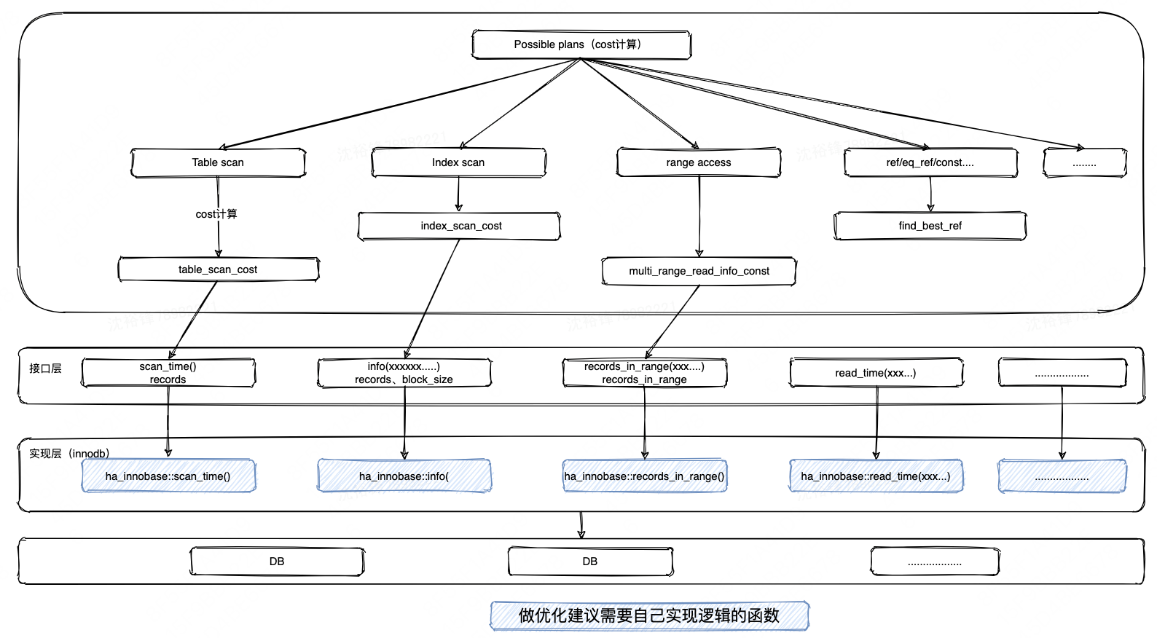 Possible plans（cost计算）
Table scan
Index scan
range access
ref/eq_ref/const....
........
cost计算
index_scan_cost
find_best_ref
table_scan_cost
multi_range_read_info_const
接口层
scan_time()
records
info(xxxxxx.....)
records、block_size
records_in_range(xxx....)
records_in_range
read_time(xxx...)
..................
实现层（innodb）
ha_innobase::scan_time()
ha_innobase::info(
ha_innobase::records_in_range()
ha_innobase::read_time(xxx...)
..................
DB
DB
..................
做优化建议需要自己实现逻辑的函数